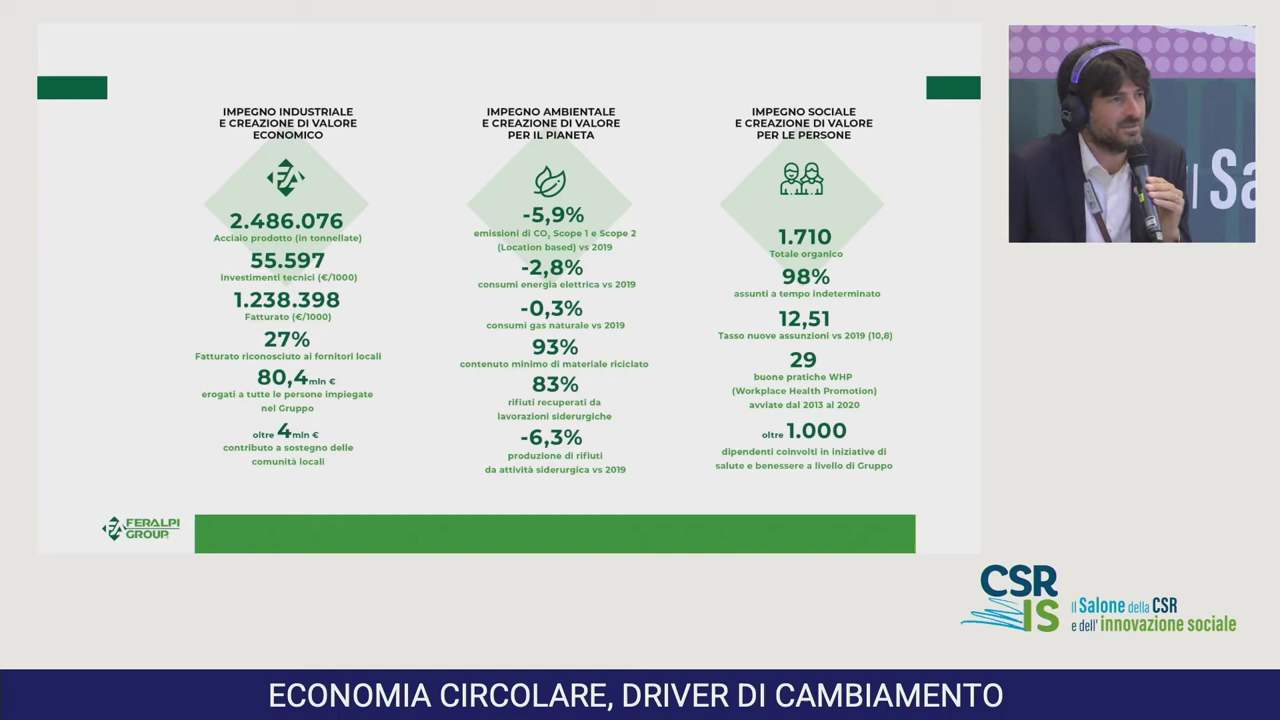 IMPEGNO INDUSTRIALE
E CREAZIONE DI VALORE
ECONOMICO
2.486.076
Acciaio prodotto (in tonnellate)
55.597
Investimenti tecnici (€/1000)
1.238.398
Fatturato (€/1000)
27%
Fatturato riconosciuto ai fornitori locali
80,4 mln €
erogati a tutte le persone impiegate
nel Gruppo
oltre 4 mln €
contributo a sostegno delle
comunità locali
IMPEGNO AMBIENTALE
E CREAZIONE DI VALORE
PER IL PIANETA
-5,9%
emissioni di CO₂ Scope 1 e Scope 2
(Location based) vs 2019
-2,8%
consumi energia elettrica vs 2019
-0,3%
consumi gas naturale vs 2019
93%
contenuto minimo di materiale riciclato
83%
rifiuti recuperati da
lavorazioni siderurgiche
-6,3%
produzione di rifiuti
da attività siderurgica vs 2019
IMPEGNO SOCIALE
E CREAZIONE DI VALORE
PER LE PERSONE
1.710
Totale organico
98%
assunti a tempo indeterminato
12,51
Tasso nuove assunzioni vs 2019 (10,8)
29
buone pratiche WHP
(Workplace Health Promotion)
avviate dal 2013 al 2020
oltre 1.000
dipendenti coinvolti in iniziative di
salute e benessere a livello di Gruppo
FERALPI
GROUP
Il Sa
CSR
IS
Il Salone della CSR
e dell' innovazione sociale
ECONOMIA CIRCOLARE, DRIVER DI CAMBIAMENTO